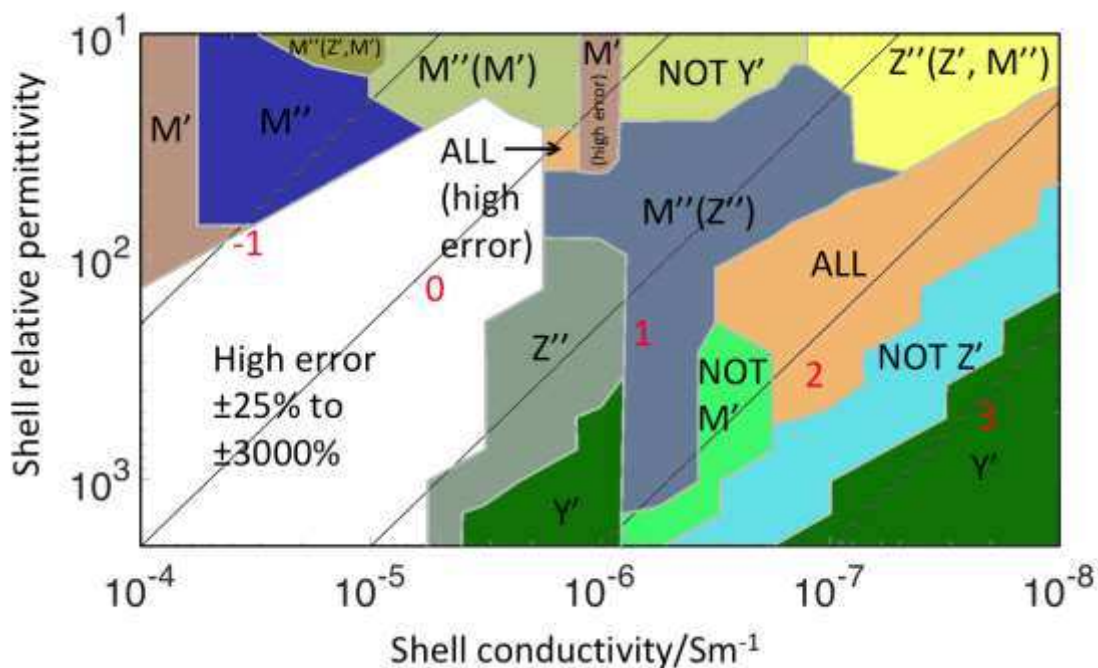 10¹
10²
10³
Shell relative permittivity
10⁻⁴
10⁻⁵
10⁻⁶
10⁻⁷
10⁻⁸
Shell conductivity/Sm⁻¹
M'
M''
M''(Z',M')
M''(M')
M'
(high error)
NOT Y'
Z''(Z', M'')
ALL
(high
error)
M''(Z'')
ALL
-1
0
1
2
3
High error
±25% to
±3000%
Z''
NOT
M'
NOT Z'
Y'
Y'